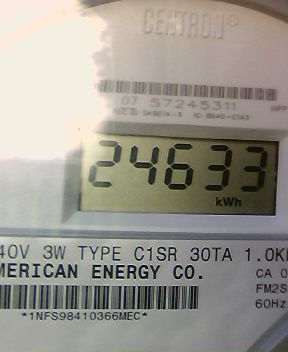 CENTRON®
07 57245311
24633
kWh
40V 3W TYPE C1SR 30TA 1.0K
MERICAN ENERGY CO.
CA 0
FM2S
60Hz
*1NFS98410366MEC*